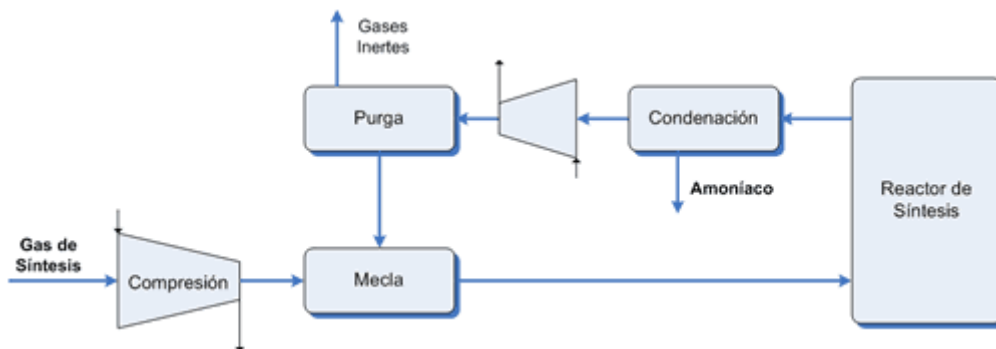 Gases
Inertes
Purga
Condenación
Amoníaco
Reactor de
Síntesis
Gas de
Síntesis
Compresión
Mecla